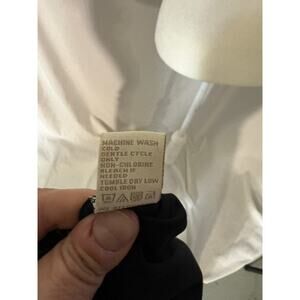 MACHINE WASH
COLD
GENTLE CYCLE
ONLY
NON-CHLORINE
BLEACH IF
NEEDED
TUMBLE DRY LOW
COOL IRON